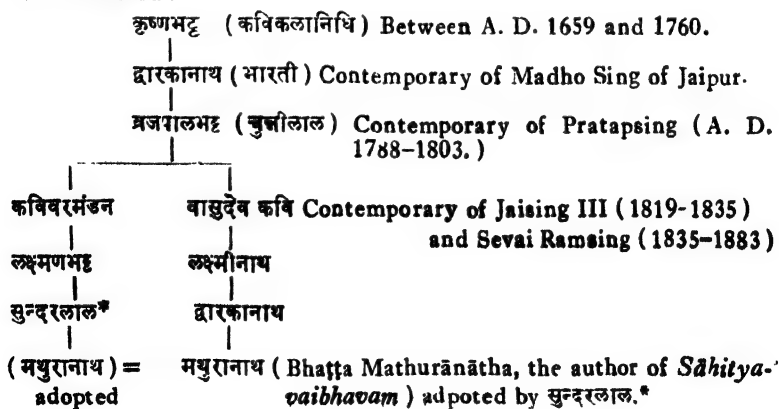 कृष्णभट्ट (कविकलानिधि) Between A. D. 1659 and 1760.
द्वारकानाथ (भारती) Contemporary of Madho Sing of Jaipur.
व्रजपालभट्ट (चुन्नीलाल) Contemporary of Pratapsing ( A. D.
1788-1803. )
कविवरमंडन वासुदेव कवि Contemporary of Jaising III ( 1819-1835 )
and Sevai Ramsing ( 1835-1883 )
लक्ष्मणभट्ट लक्ष्मीनाथ
सुन्दरलाल* द्वारकानाथ
( मथुरानाथ ) = मथुरानाथ ( Bhaṭṭa Mathurānātha, the author of Sāhitya-
adopted vaibhavam ) adpoted by सुन्दरलाल.*